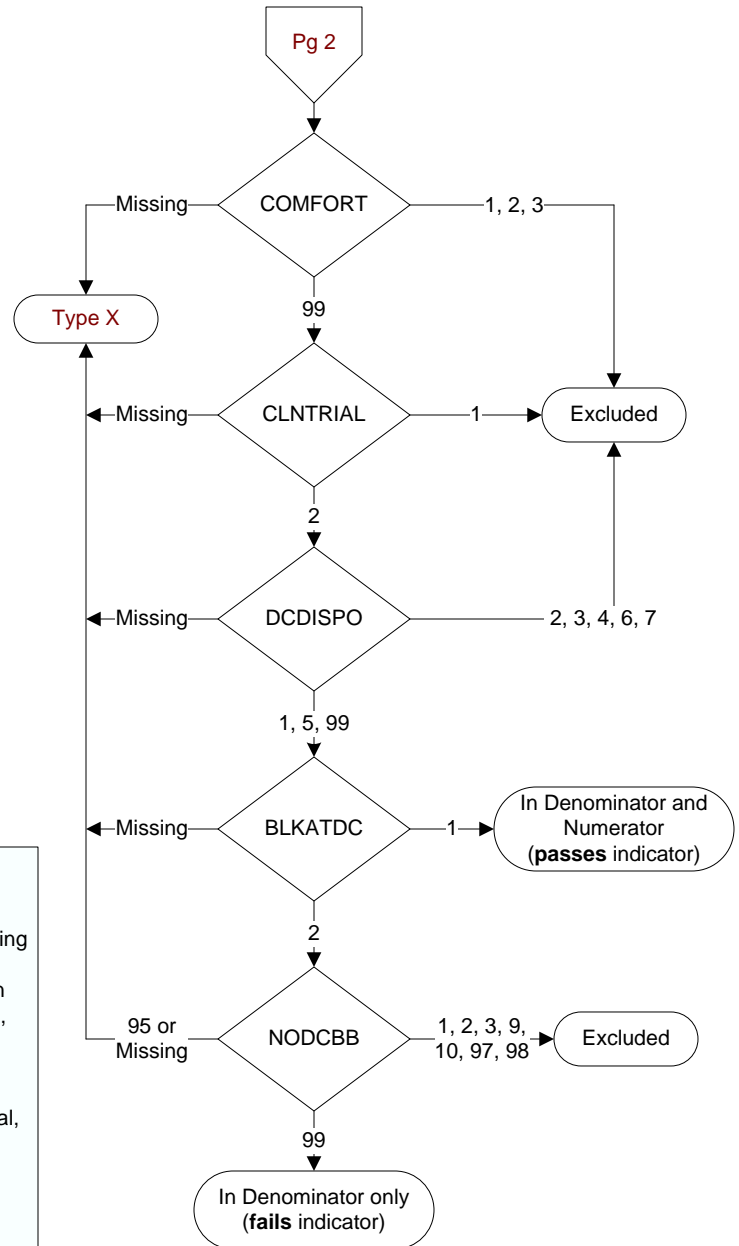 Pg 2
COMFORT
Missing
1, 2, 3
Type X
99
CLNTRIAL
Missing
1
Excluded
2
DCDISPO
Missing
2, 3, 4, 6, 7
1, 5, 99
BLKATDC
Missing
1
In Denominator and
Numerator
(passes indicator)
2
NODCBB
95 or
Missing
1, 2, 3, 9,
10, 97, 98
Excluded
99
In Denominator only
(fails indicator)
ing
,
al,